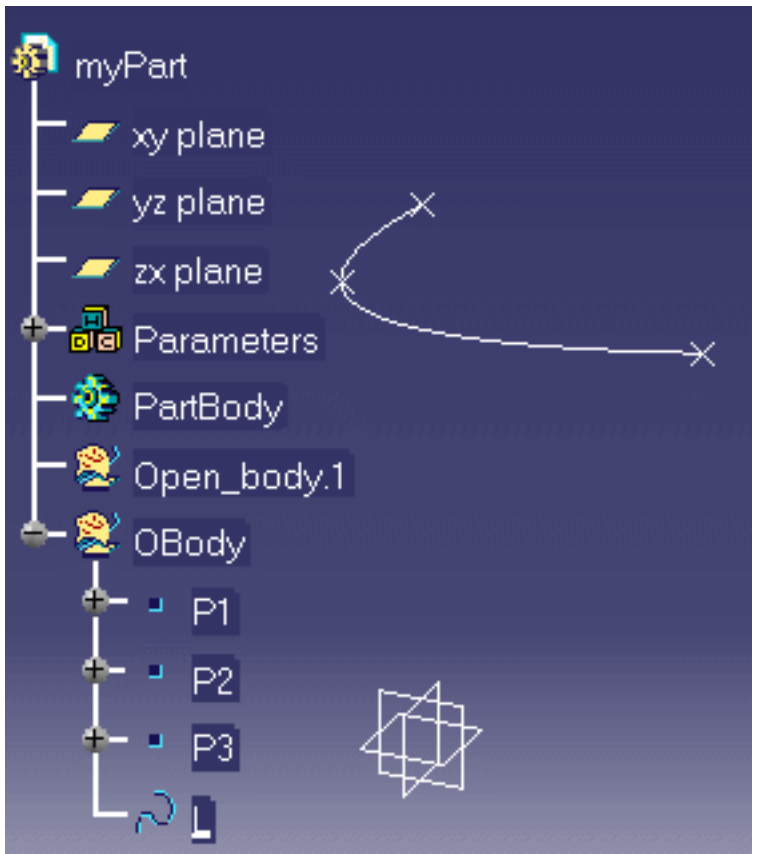 myPart
xy plane
yz plane
zx plane
Parameters
PartBody
Open_body.1
OBody
P1
P2
P3
L